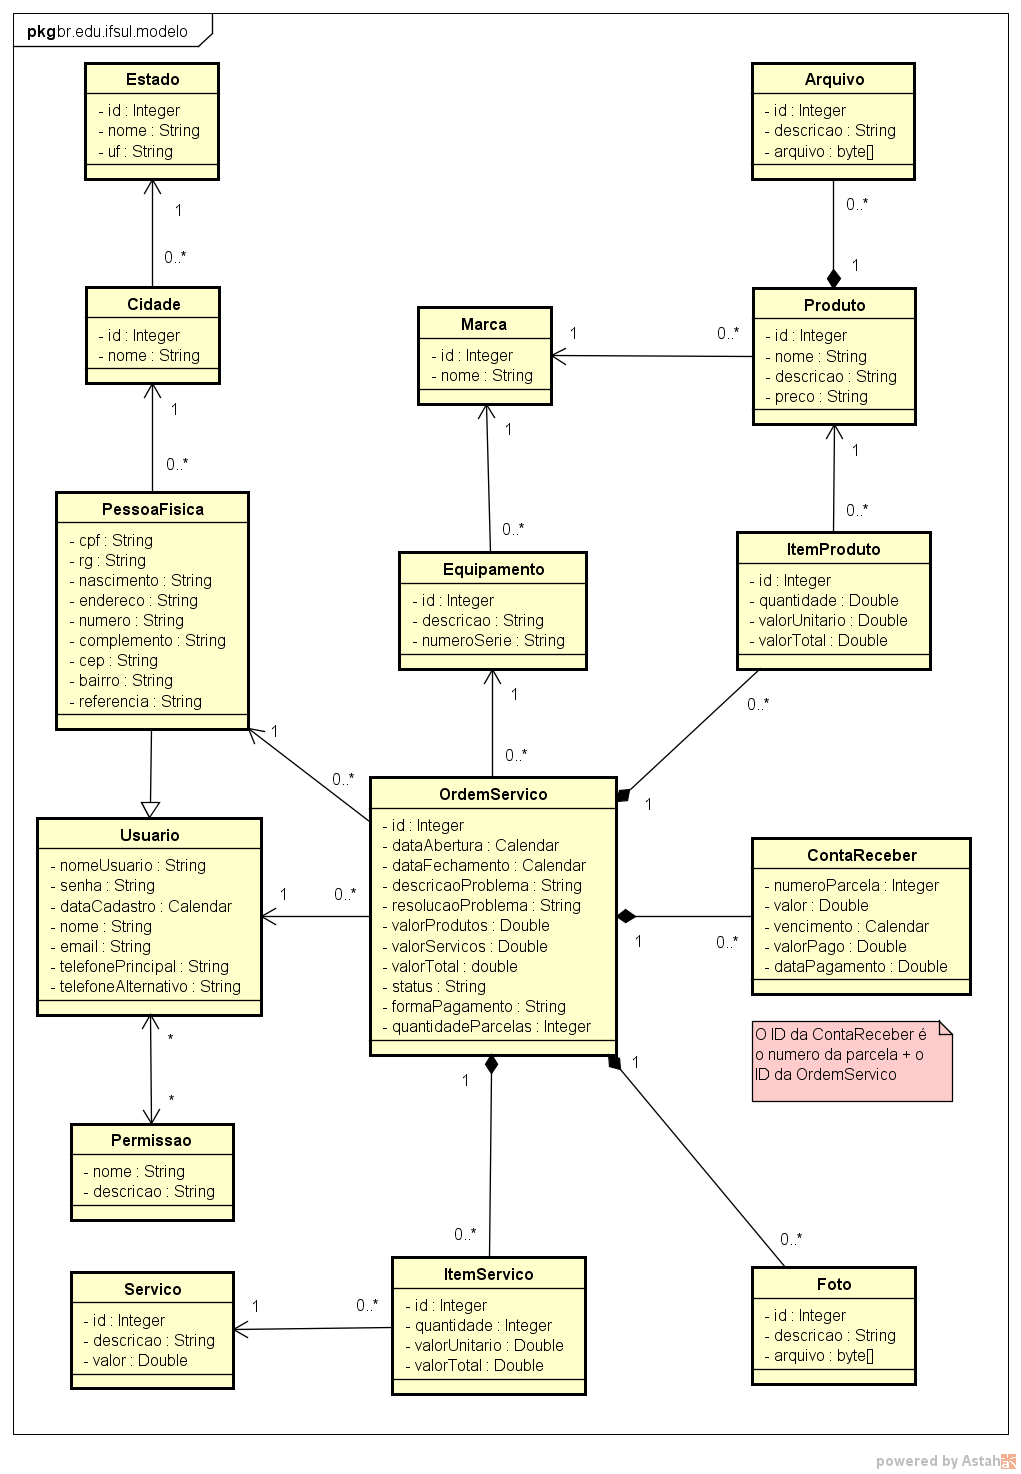 pkg br.edu.ifsul.modelo
Estado
- id : Integer
- nome : String
- uf : String
1
0..*
Cidade
- id : Integer
- nome : String
1
0..*
PessoaFisica
- cpf : String
- rg : String
- nascimento : String
- endereco : String
- numero : String
- complemento : String
- cep : String
- bairro : String
- referencia : String
1
0..*
Usuario
- nomeUsuario : String
- senha : String
- dataCadastro : Calendar
- nome : String
- email : String
- telefonePrincipal : String
- telefoneAlternativo : String
1
0..*
*
*
Permissao
- nome : String
- descricao : String
Servico
- id : Integer
- descricao : String
- valor : Double
1
0..*
Marca
- id : Integer
- nome : String
1
0..*
1
0..*
Equipamento
- id : Integer
- descricao : String
- numeroSerie : String
1
0..*
OrdemServico
- id : Integer
- dataAbertura : Calendar
- dataFechamento : Calendar
- descricaoProblema : String
- resolucaoProblema : String
- valorProdutos : Double
- valorServicos : Double
- valorTotal : double
- status : String
- formaPagamento : String
- quantidadeParcelas : Integer
1
0..*
ItemServico
- id : Integer
- quantidade : Integer
- valorUnitario : Double
- valorTotal : Double
Arquivo
- id : Integer
- descricao : String
- arquivo : byte[]
0..*
1
Produto
- id : Integer
- nome : String
- descricao : String
- preco : String
1
0..*
ItemProduto
- id : Integer
- quantidade : Double
- valorUnitario : Double
- valorTotal : Double
0..*
1
ContaReceber
- numeroParcela : Integer
- valor : Double
- vencimento : Calendar
- valorPago : Double
- dataPagamento : Double
1
0..*
O ID da ContaReceber é
o numero da parcela + o
ID da OrdemServico
1
0..*
Foto
- id : Integer
- descricao : String
- arquivo : byte[]
powered by Astah